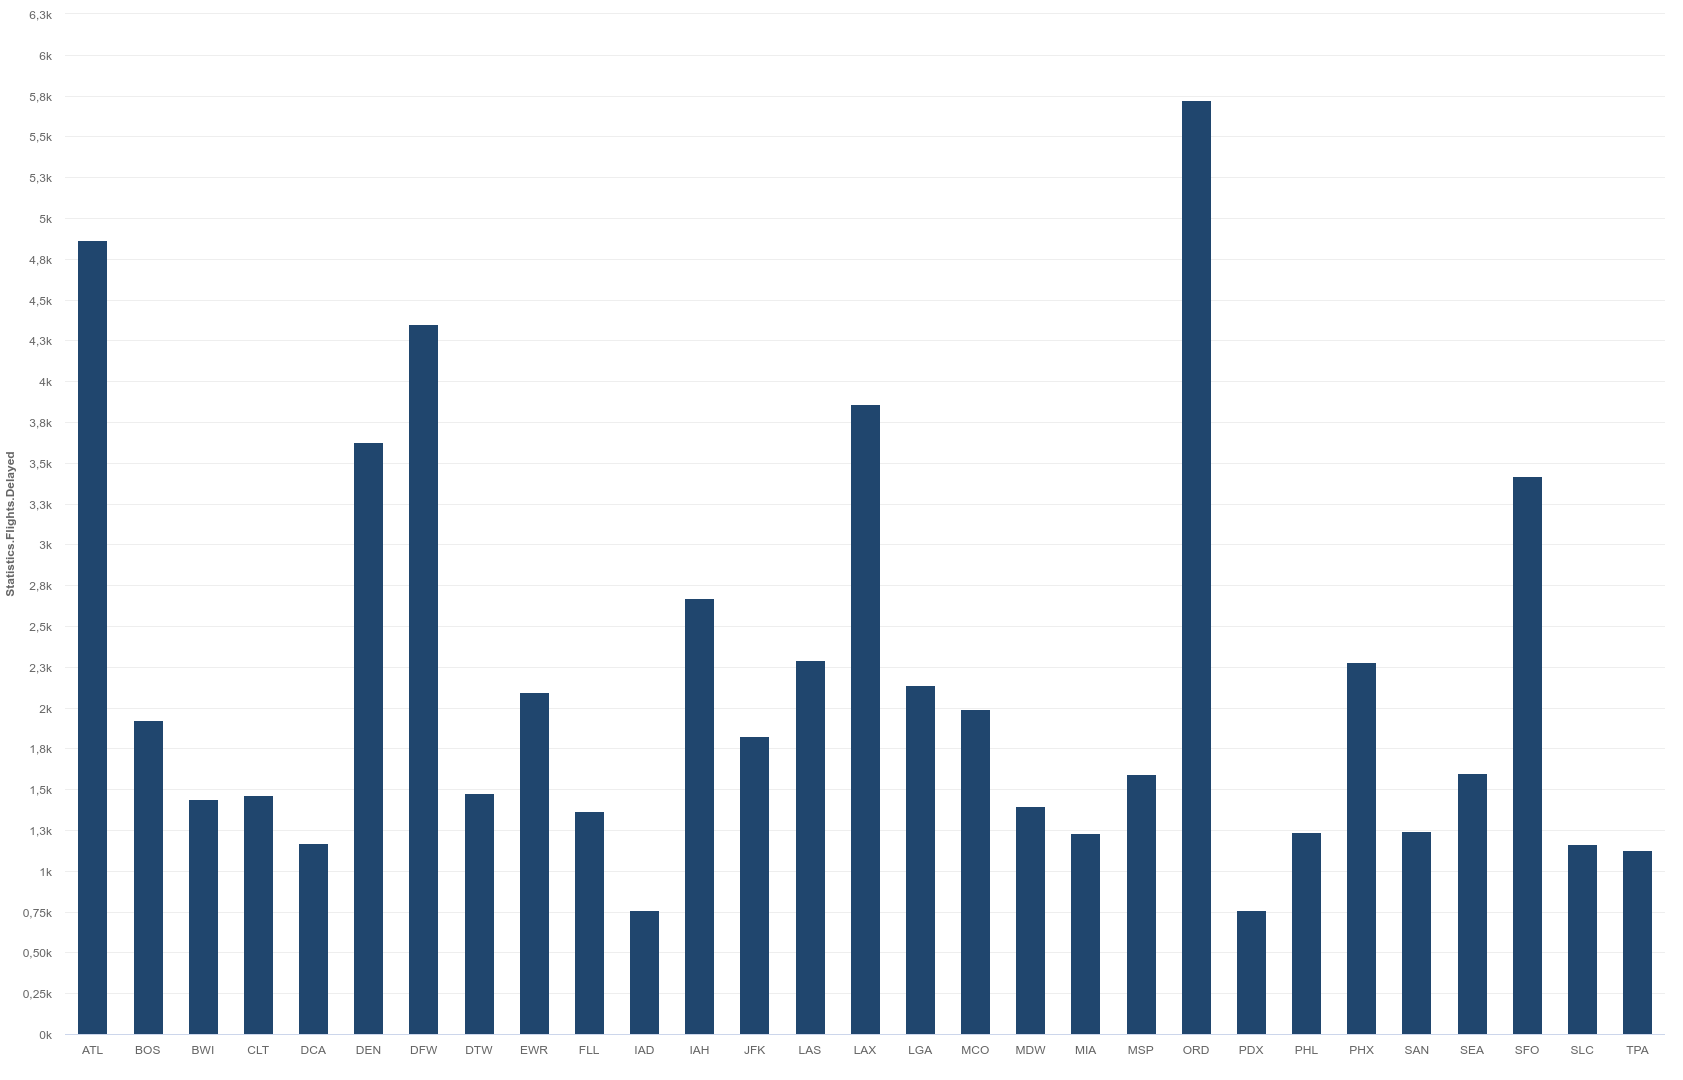 6,3k
6k
5,8k
5,5k
5,3k
5k
4,8k
4,5k
4,3k
4k
3,8k
3,5k
3,3k
3k
2,8k
2,5k
2,3k
2k
1,8k
1,5k
1,3k
1k
0,75k
0,50k
0,25k
0k
Statistics.Flights.Delayed
ATL BOS BWI CLT DCA DEN DFW DTW EWR FLL IAD IAH JFK LAS LAX LGA MCO MDW MIA MSP ORD PDX PHL PHX SAN SEA SFO SLC TPA